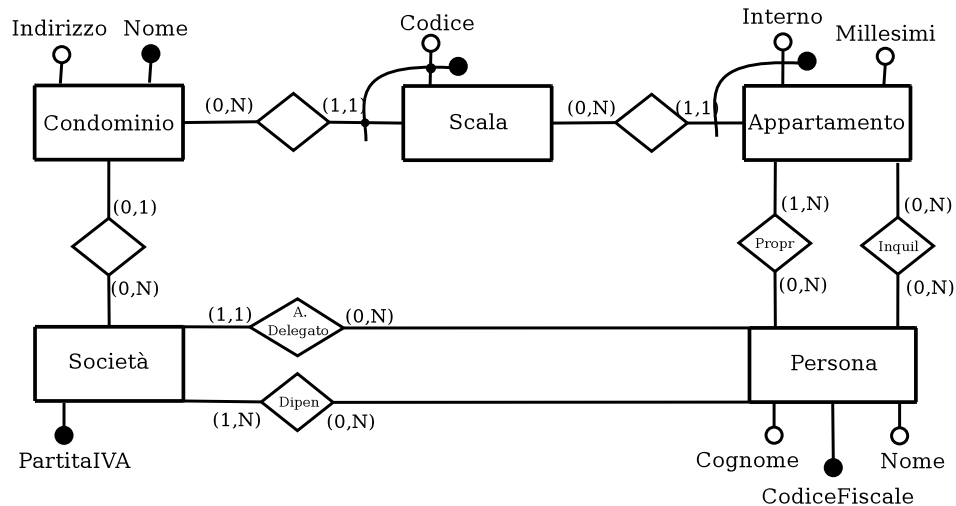 Indirizzo Nome
Codice
Interno
Millesimi
(0,N) (1,1) (0,N) (1,1)
Condominio Scala Appartamento
(0,1) (1,N) (0,N)
Propr Inquil
(0,N) (0,N) (0,N)
(1,1) A. Delegato (0,N)
Società Persona
Dipen
(1,N) (0,N)
PartitaIVA Cognome Nome
CodiceFiscale